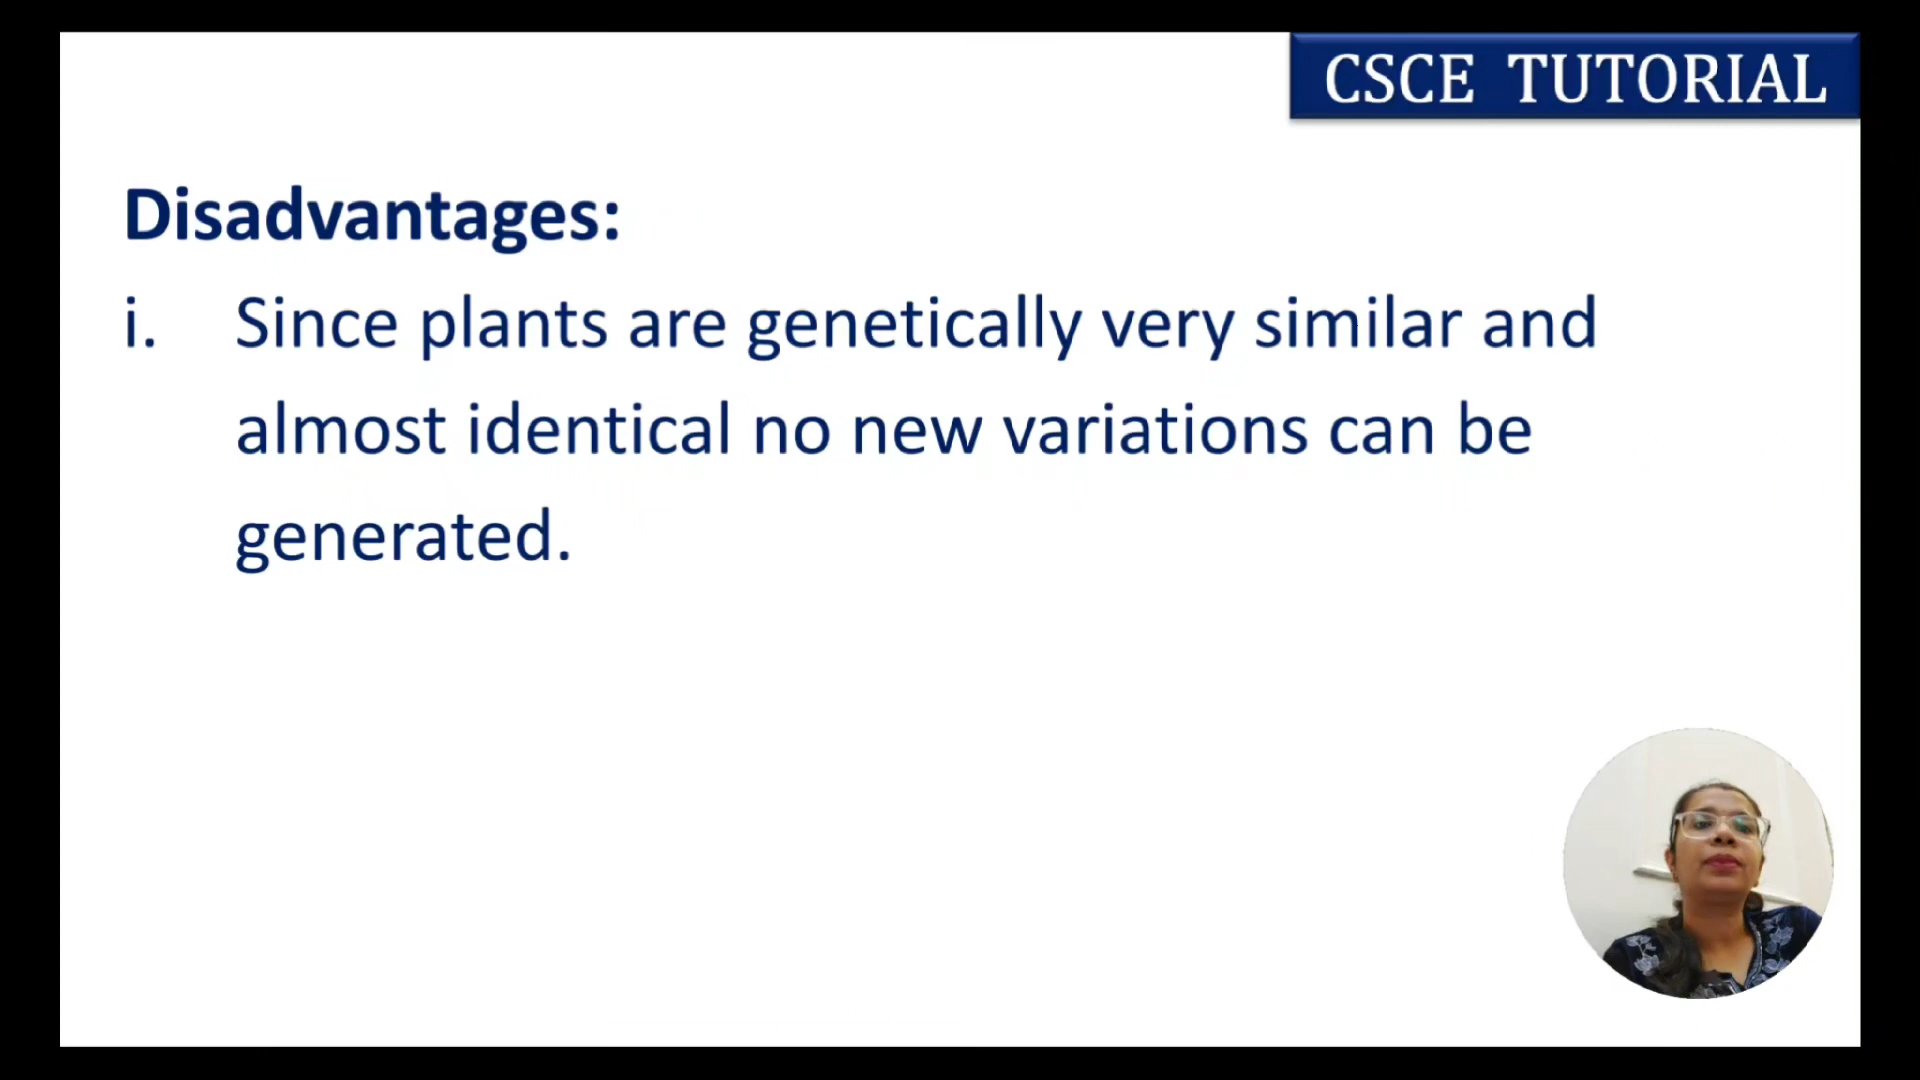 CSCE TUTORIAL
Disadvantages:
i. Since plants are genetically very similar and
almost identical no new variations can be
generated.